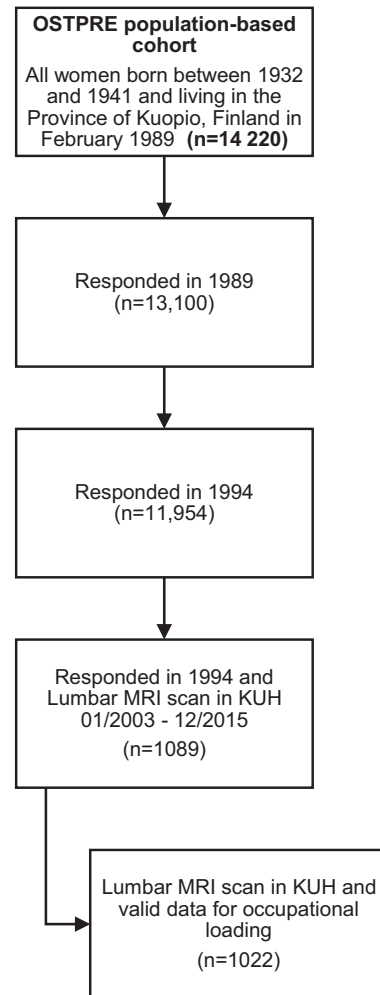 OSTPRE population-based
cohort
All women born between 1932
and 1941 and living in the
Province of Kuopio, Finland in
February 1989 (n=14 220)
Responded in 1989
(n=13,100)
Responded in 1994
(n=11,954)
Responded in 1994 and
Lumbar MRI scan in KUH
01/2003 - 12/2015
(n=1089)
Lumbar MRI scan in KUH and
valid data for occupational
loading
(n=1022)